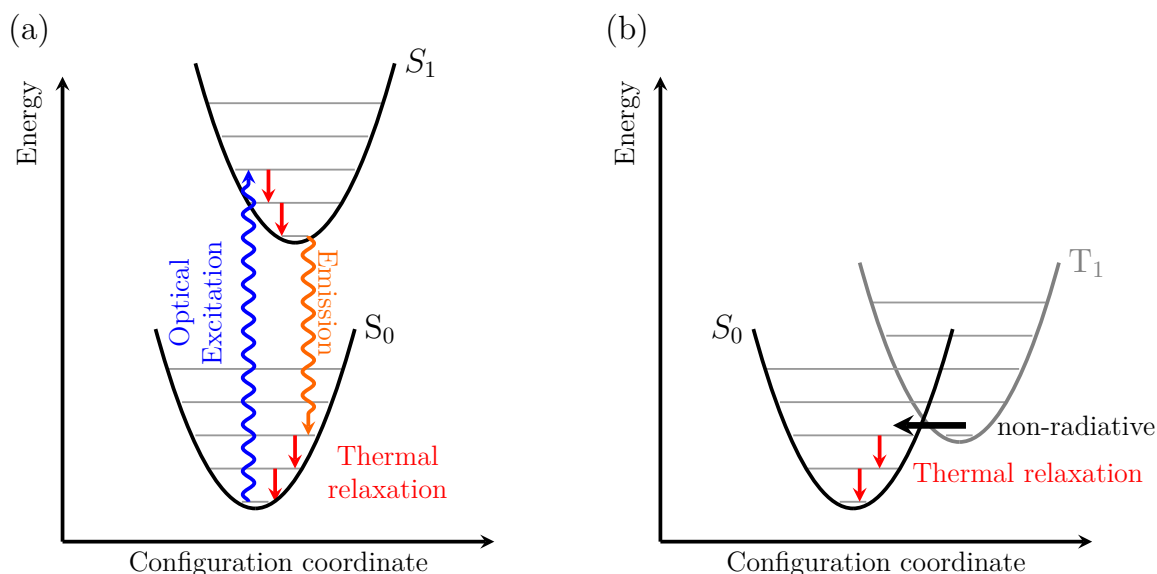 (a)
S₁
Energy
Optical
Excitation
Emission
S₀
Thermal
relaxation
Configuration coordinate
(b)
Energy
T₁
S₀
non-radiative
Thermal relaxation
Configuration coordinate